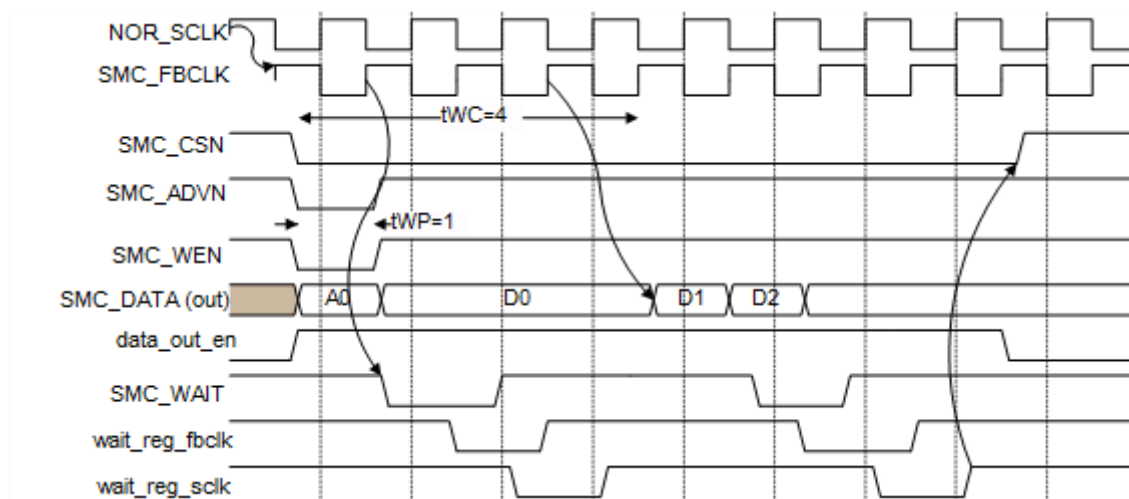 NOR_SCLK
SMC_FBCLK
tWC=4
SMC_CSN
SMC_ADVN
tWP=1
SMC_WEN
SMC_DATA (out)
A0
D0
D1
D2
data_out_en
SMC_WAIT
wait_reg_fbclk
wait_reg_sclk